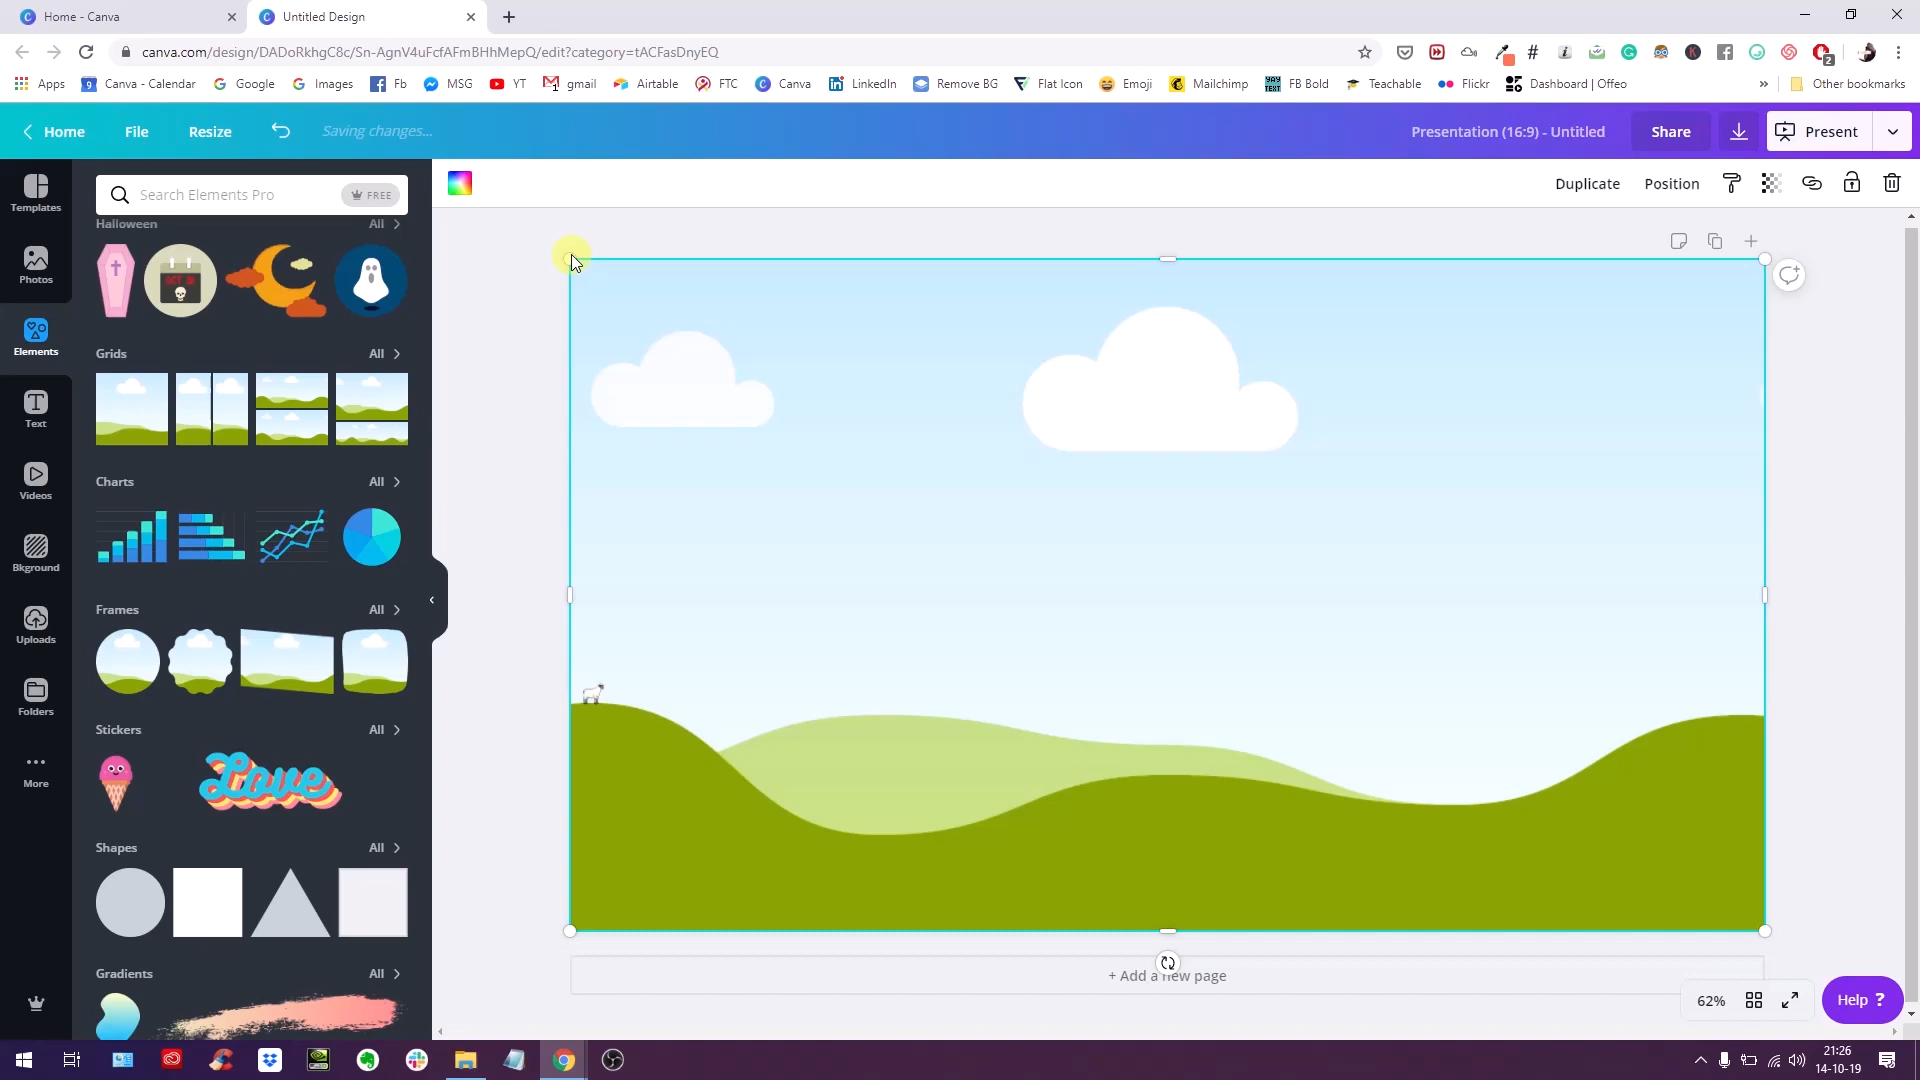 Home - Canva
Untitled Design
canva.com/design/DADoRkhgC8c/Sn-AgnV4uFcfAFmBHhMepQ/edit?category=tACFasDnyEQ
Apps
Canva - Calendar
Google
Images
Fb
MSG
YT
gmail
Airtable
FTC
Canva
LinkedIn
Remove BG
Flat Icon
Emoji
Mailchimp
FB Bold
Teachable
Flickr
Dashboard | Offeo
Other bookmarks
Home
File
Resize
Saving changes...
Presentation (16:9) - Untitled
Share
Present
Templates
Photos
Elements
Text
Videos
Bkground
Uploads
Folders
More
Search Elements Pro
FREE
Halloween
All
OCT 31
Grids
All
Charts
All
Frames
All
Stickers
All
Love
Shapes
All
Gradients
All
Duplicate
Position
+ Add a new page
62%
Help ?
21:26
14-10-19